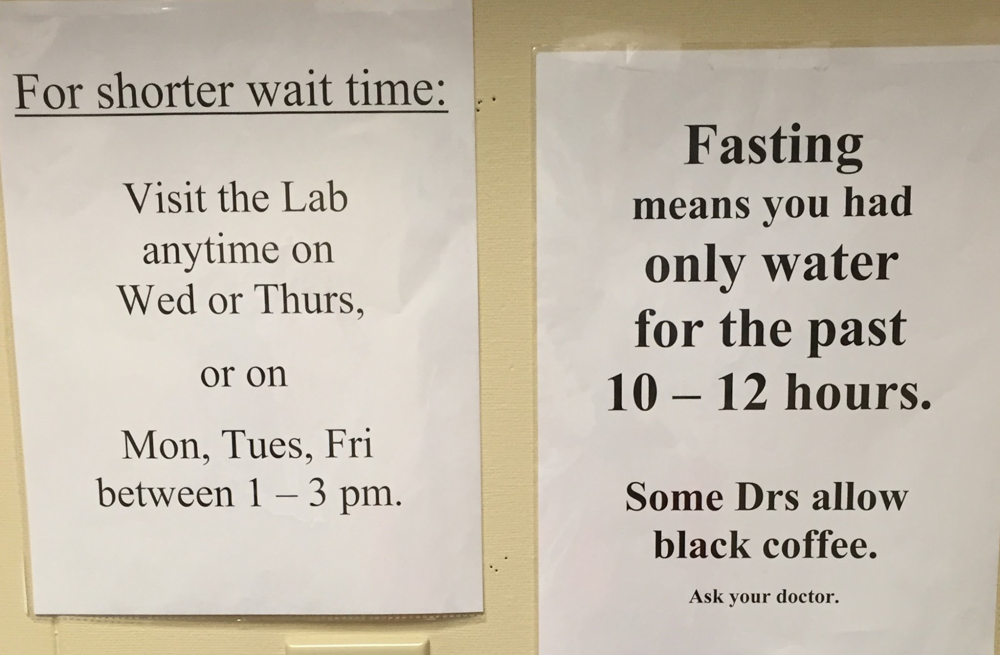 For shorter wait time:
Visit the Lab
anytime on
Wed or Thurs,
or on
Mon, Tues, Fri
between 1 – 3 pm.
Fasting
means you had
only water
for the past
10 – 12 hours.
Some Drs allow
black coffee.
Ask your doctor.